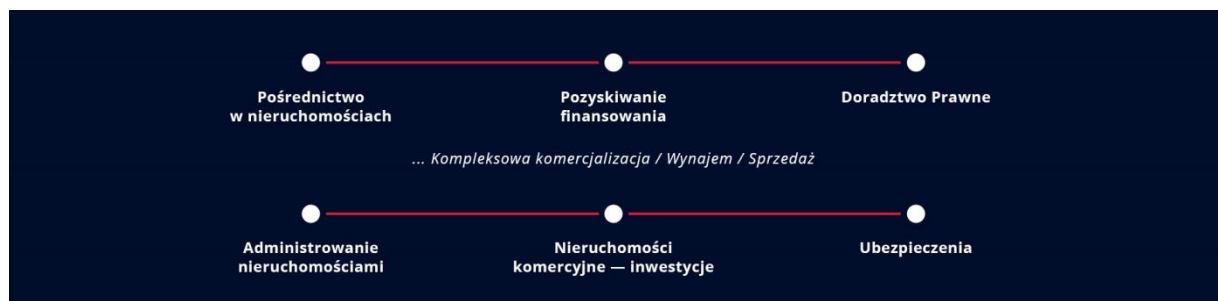 Pośrednictwo
w nieruchomościach
Pozyskiwanie
finansowania
Doradztwo Prawne
... Kompleksowa komercjalizacja / Wynajem / Sprzedaż
Administrowanie
nieruchomościami
Nieruchomości
komercyjne — inwestycje
Ubezpieczenia